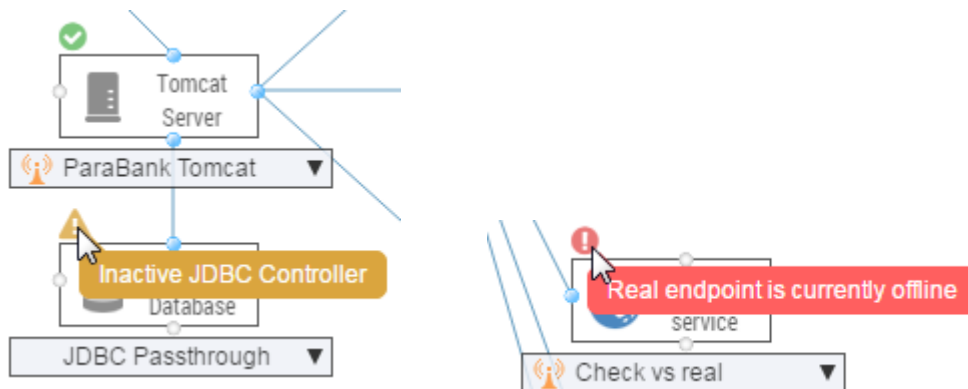 Tomcat
Server
ParaBank Tomcat
Inactive JDBC Controller
Database
JDBC Passthrough
Real endpoint is currently offline
service
Check vs real